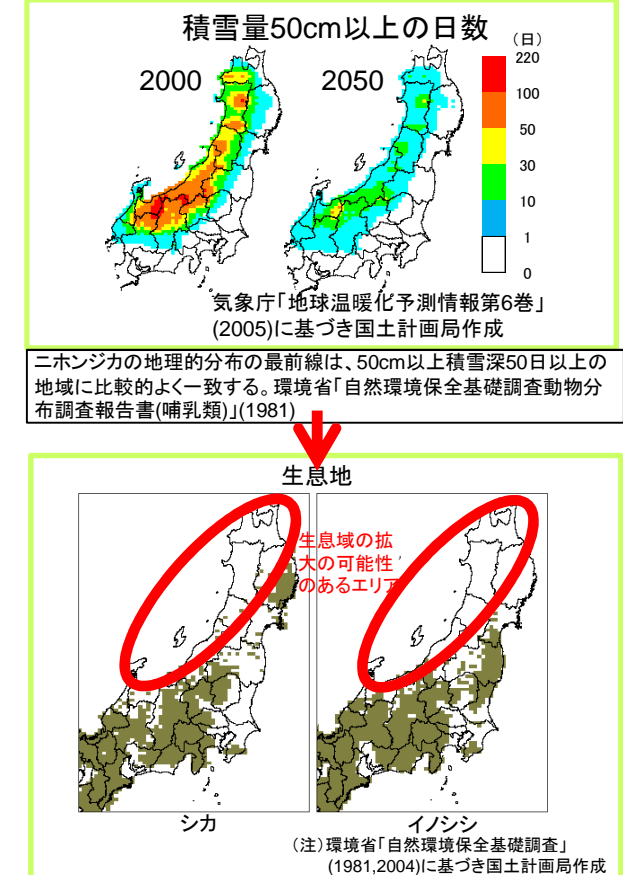 積雪量50cm以上の日数
(日)
2000
2050
220
100
50
30
10
1
0
気象庁「地球温暖化予測情報第6巻」
(2005)に基づき国土計画局作成
ニホンジカの地理的分布の最前線は、50cm以上積雪深50日以上の
地域に比較的よく一致する。環境省「自然環境保全基礎調査動物分
布調査報告書(哺乳類)」(1981)
生息地
生息域の拡
大の可能性
のあるエリア
シカ
イノシシ
(注)環境省「自然環境保全基礎調査」
(1981,2004)に基づき国土計画局作成